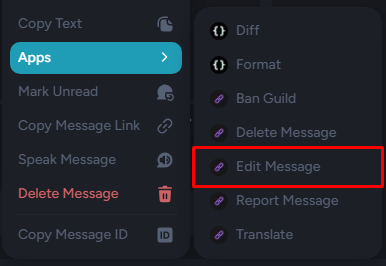 Copy Text
Apps
Mark Unread
Copy Message Link
Speak Message
Delete Message
Copy Message ID
ID
{} Diff
{} Format
Ban Guild
Delete Message
Edit Message
Report Message
Translate